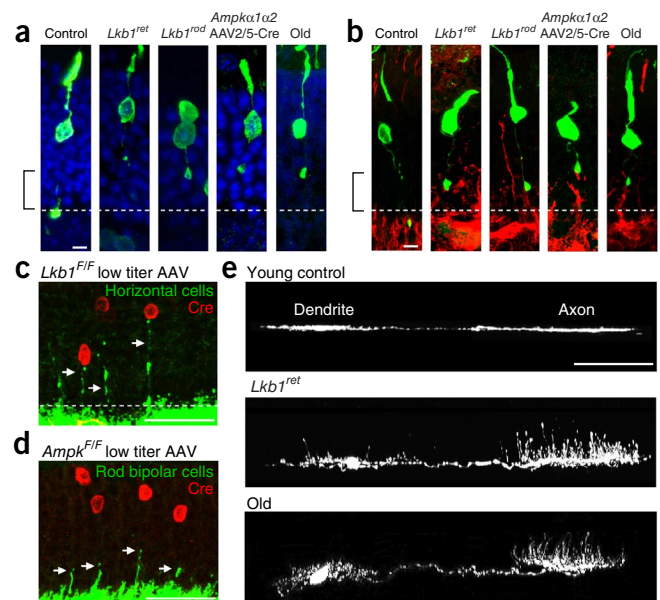 a
Control
Lkb1ret
Lkb1rod
Ampkα1α2
AAV2/5-Cre
Old
b
Control
Lkb1ret
Lkb1rod
Ampkα1α2
AAV2/5-Cre
Old
c
Lkb1F/F low titer AAV
Horizontal cells
Cre
d
AmpkF/F low titer AAV
Rod bipolar cells
Cre
e
Young control
Dendrite
Axon
Lkb1ret
Old